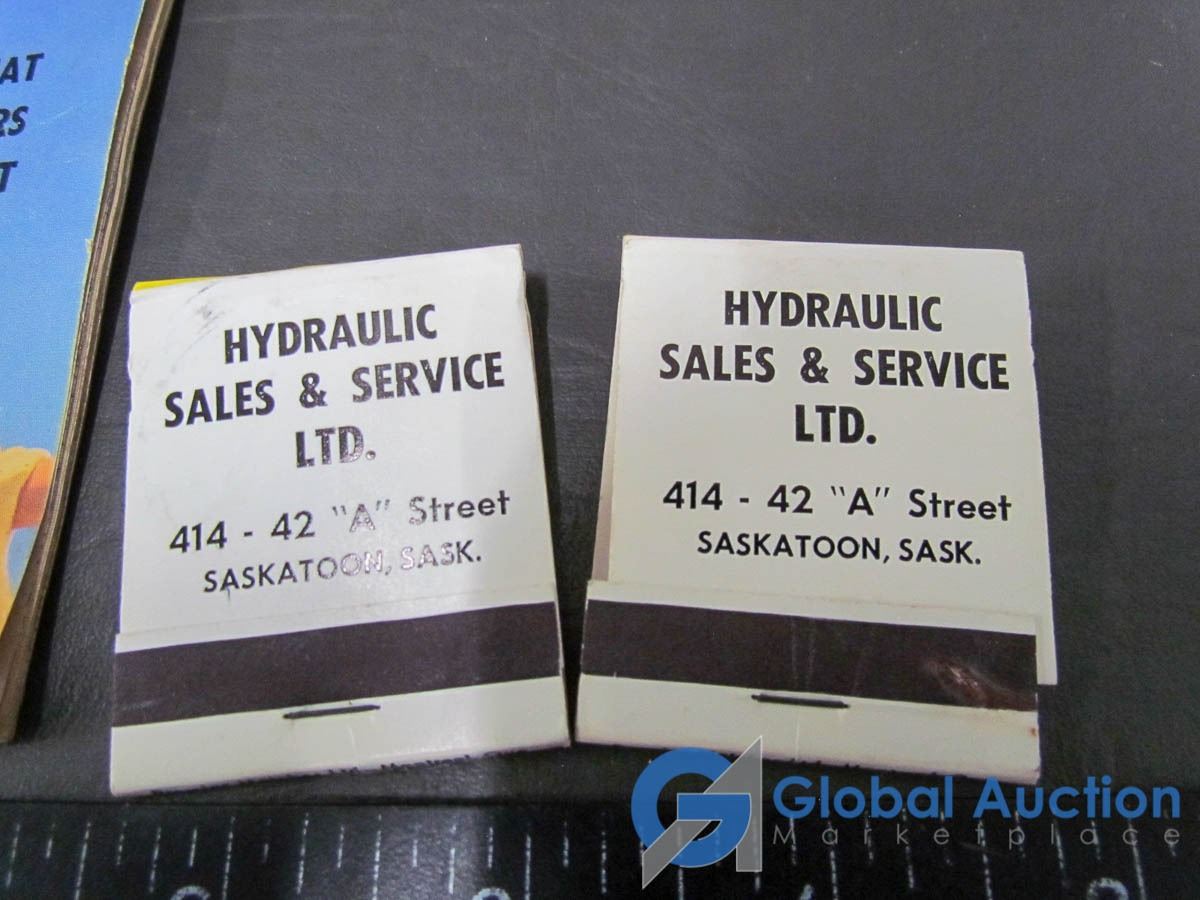 HYDRAULIC
SALES & SERVICE
LTD.
414 - 42 "A" Street
SASKATOON, SASK.
HYDRAULIC
SALES & SERVICE
LTD.
414 - 42 "A" Street
SASKATOON, SASK.
Global Auction
Marketplace